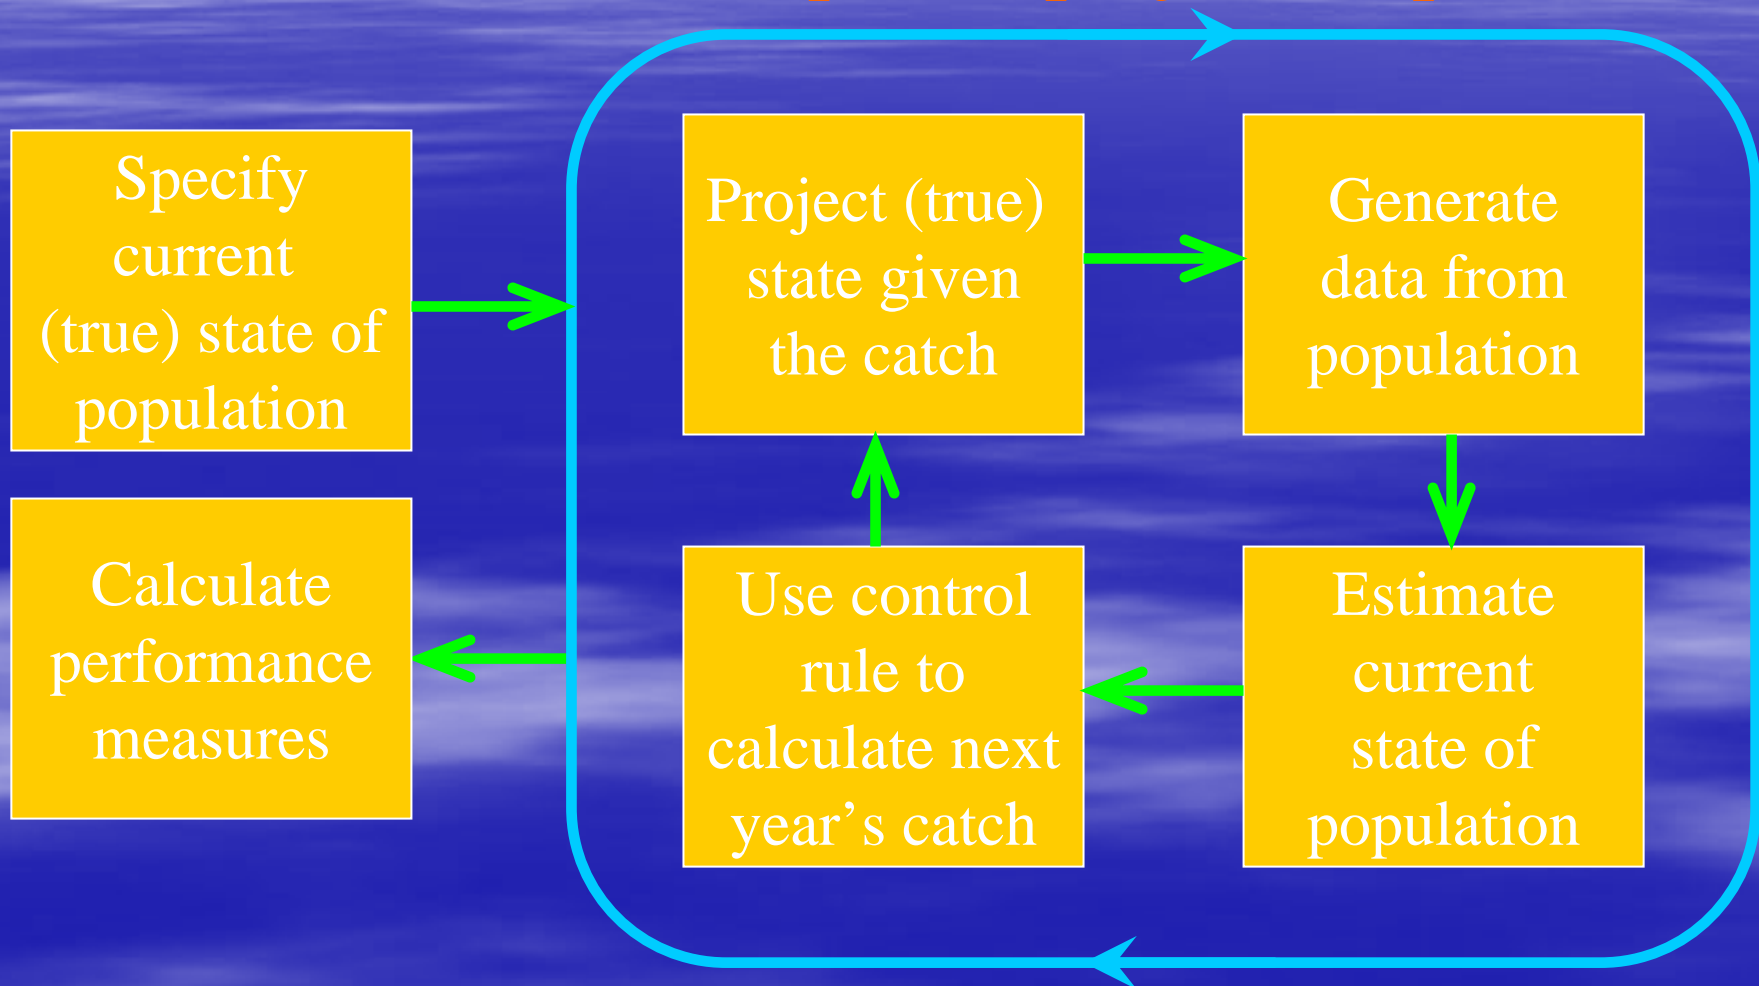 Specify
current
(true) state of
population
Project (true)
state given
the catch
Generate
data from
population
Calculate
performance
measures
Use control
rule to
calculate next
year’s catch
Estimate
current
state of
population